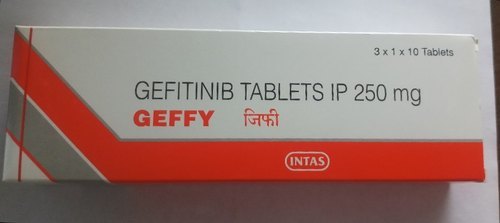 3 x 1 x 10 Tablets
GEFITINIB TABLETS IP 250 mg
GEFFY जिफी
INTAS